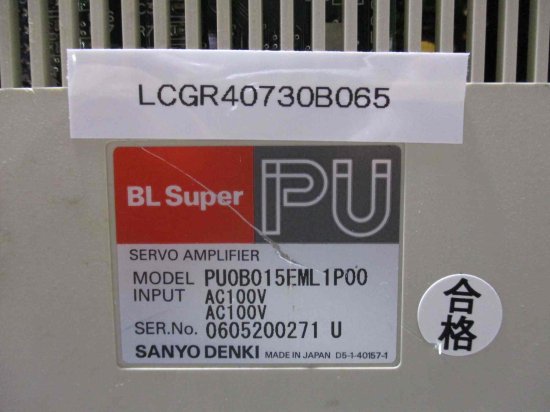 LCGR40730B065
BL Super PU
SERVO AMPLIFIER
MODEL PU0B015EML1P00
INPUT AC100V
AC100V
SER.No. 0605200271 U
SANYO DENKI MADE IN JAPAN D5-1-40157-1
合格